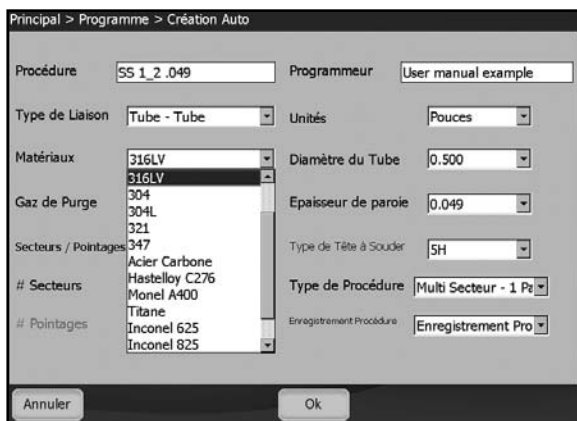 Principal > Programme > Création Auto
Procédure SS 1_2 .049 Programmeur User manual example
Type de Liaison Tube - Tube Unités Pouces
Matériaux 316LV Diamètre du Tube 0.500
316LV
304
Gaz de Purge 304L Epaisseur de paroie 0.049
321
Secteurs / Pointages 347 Type de Tête à Souder 5H
Acier Carbone
# Secteurs Hastelloy C276 Type de Procédure Multi Secteur - 1 Pa
Monel A400
# Pointages Titane Enregistrement Procédure Enregistrement Pro
Inconel 625
Inconel 825
Annuler Ok